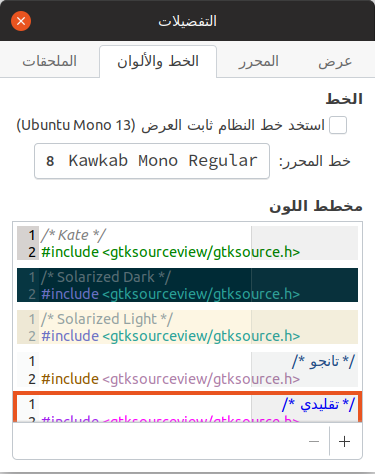 التفضيلات
عرض
المحرر
الخط والألوان
الملحقات
الخط
استخد خط النظام ثابت العرض (Ubuntu Mono 13)
خط المحرر:
Kawkab Mono Regular 8
مخطط اللون
1 /* Kate */
2 #include <gtksourceview/gtksource.h>
1 /* Solarized Dark */
2 #include <gtksourceview/gtksource.h>
1 /* Solarized Light */
2 #include <gtksourceview/gtksource.h>
1 /* تانجو */
2 #include <gtksourceview/gtksource.h>
1 /* تقليدي */
2 #include <gtksourceview/gtksource.h>